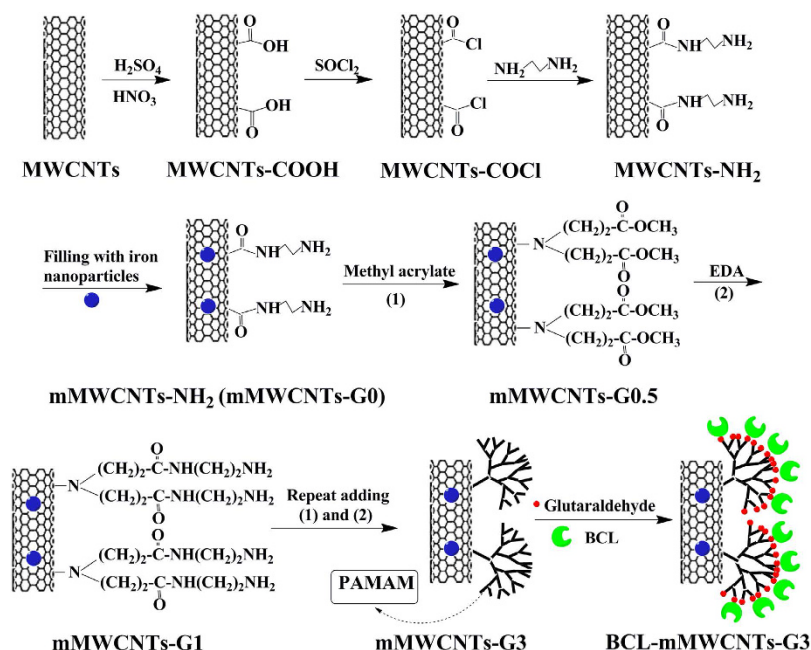 H₂SO₄
HNO₃
O
OH
OH
O
SOCl₂
O
Cl
Cl
O
NH₂ NH₂
O
NH NH₂
O
NH NH₂
MWCNTs
MWCNTs-COOH
MWCNTs-COCl
MWCNTs-NH₂
Filling with iron
nanoparticles
O
NH NH₂
O
NH NH₂
Methyl acrylate
(1)
O
(CH₂)₂-C-OCH₃
N
(CH₂)₂-C-OCH₃
O
O
(CH₂)₂-C-OCH₃
N
(CH₂)₂-C-OCH₃
O
EDA
(2)
mMWCNTs-NH₂ (mMWCNTs-G0)
mMWCNTs-G0.5
O
(CH₂)₂-C-NH(CH₂)₂NH₂
N
(CH₂)₂-C-NH(CH₂)₂NH₂
O
O
(CH₂)₂-C-NH(CH₂)₂NH₂
N
(CH₂)₂-C-NH(CH₂)₂NH₂
O
Repeat adding
(1) and (2)
PAMAM
Glutaraldehyde
BCL
mMWCNTs-G1
mMWCNTs-G3
BCL-mMWCNTs-G3